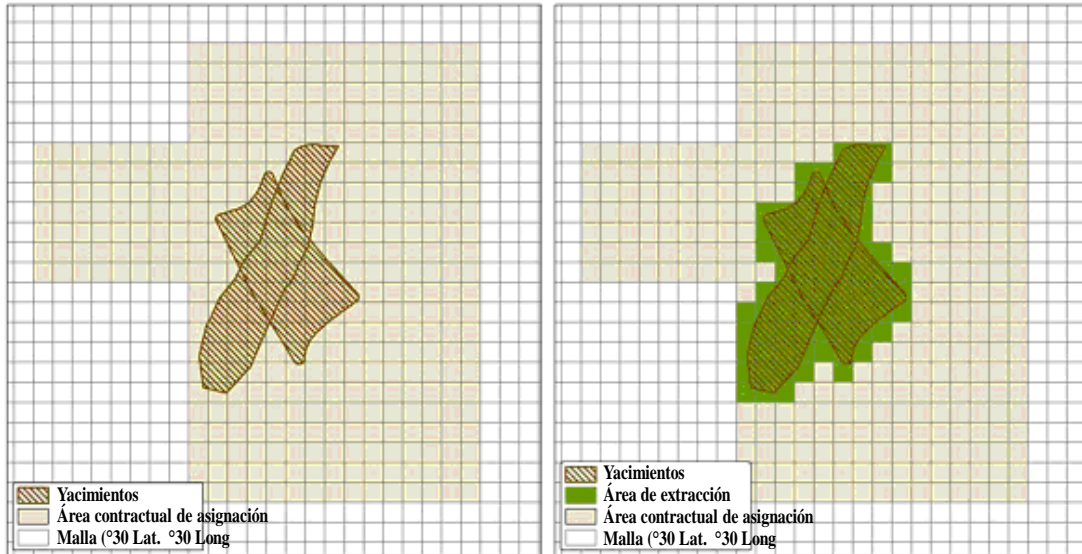 Yacimientos
Área contractual de asignación
Malla (°30 Lat. °30 Long
Yacimientos
Área de extracción
Área contractual de asignación
Malla (°30 Lat. °30 Long